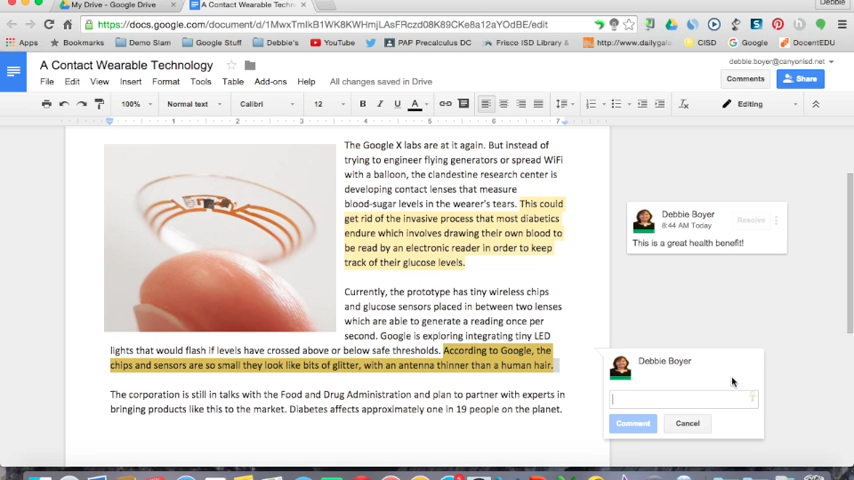 My Drive - Google Drive
A Contact Wearable Techn
Debbie
https://docs.google.com/document/d/1MwxTmIkB1WK8KWHmjLAsFRczd08K89CKe8a12aYOdBE/edit
Apps Bookmarks Demo Slam Google Stuff Debbie's YouTube PAP Precalculus DC Frisco ISD Library & http://www.dailygala CISD Google DocentEDU
A Contact Wearable Technology
debbie.boyer@canyonisd.net
File Edit View Insert Format Tools Table Add-ons Help All changes saved in Drive
Comments Share
100% Normal text Calibri 12 B I U A Editing
1 2 3 4 5 6 7
The Google X labs are at it again. But instead of
trying to engineer flying generators or spread WiFi
with a balloon, the clandestine research center is
developing contact lenses that measure
blood-sugar levels in the wearer's tears. This could
get rid of the invasive process that most diabetics
endure which involves drawing their own blood to
be read by an electronic reader in order to keep
track of their glucose levels.
Debbie Boyer
8:44 AM Today
Resolve
This is a great health benefit!
Currently, the prototype has tiny wireless chips
and glucose sensors placed in between two lenses
which are able to generate a reading once per
second. Google is exploring integrating tiny LED
lights that would flash if levels have crossed above or below safe thresholds. According to Google, the
chips and sensors are so small they look like bits of glitter, with an antenna thinner than a human hair.
Debbie Boyer
Comment Cancel
The corporation is still in talks with the Food and Drug Administration and plan to partner with experts in
bringing products like this to the market. Diabetes affects approximately one in 19 people on the planet.